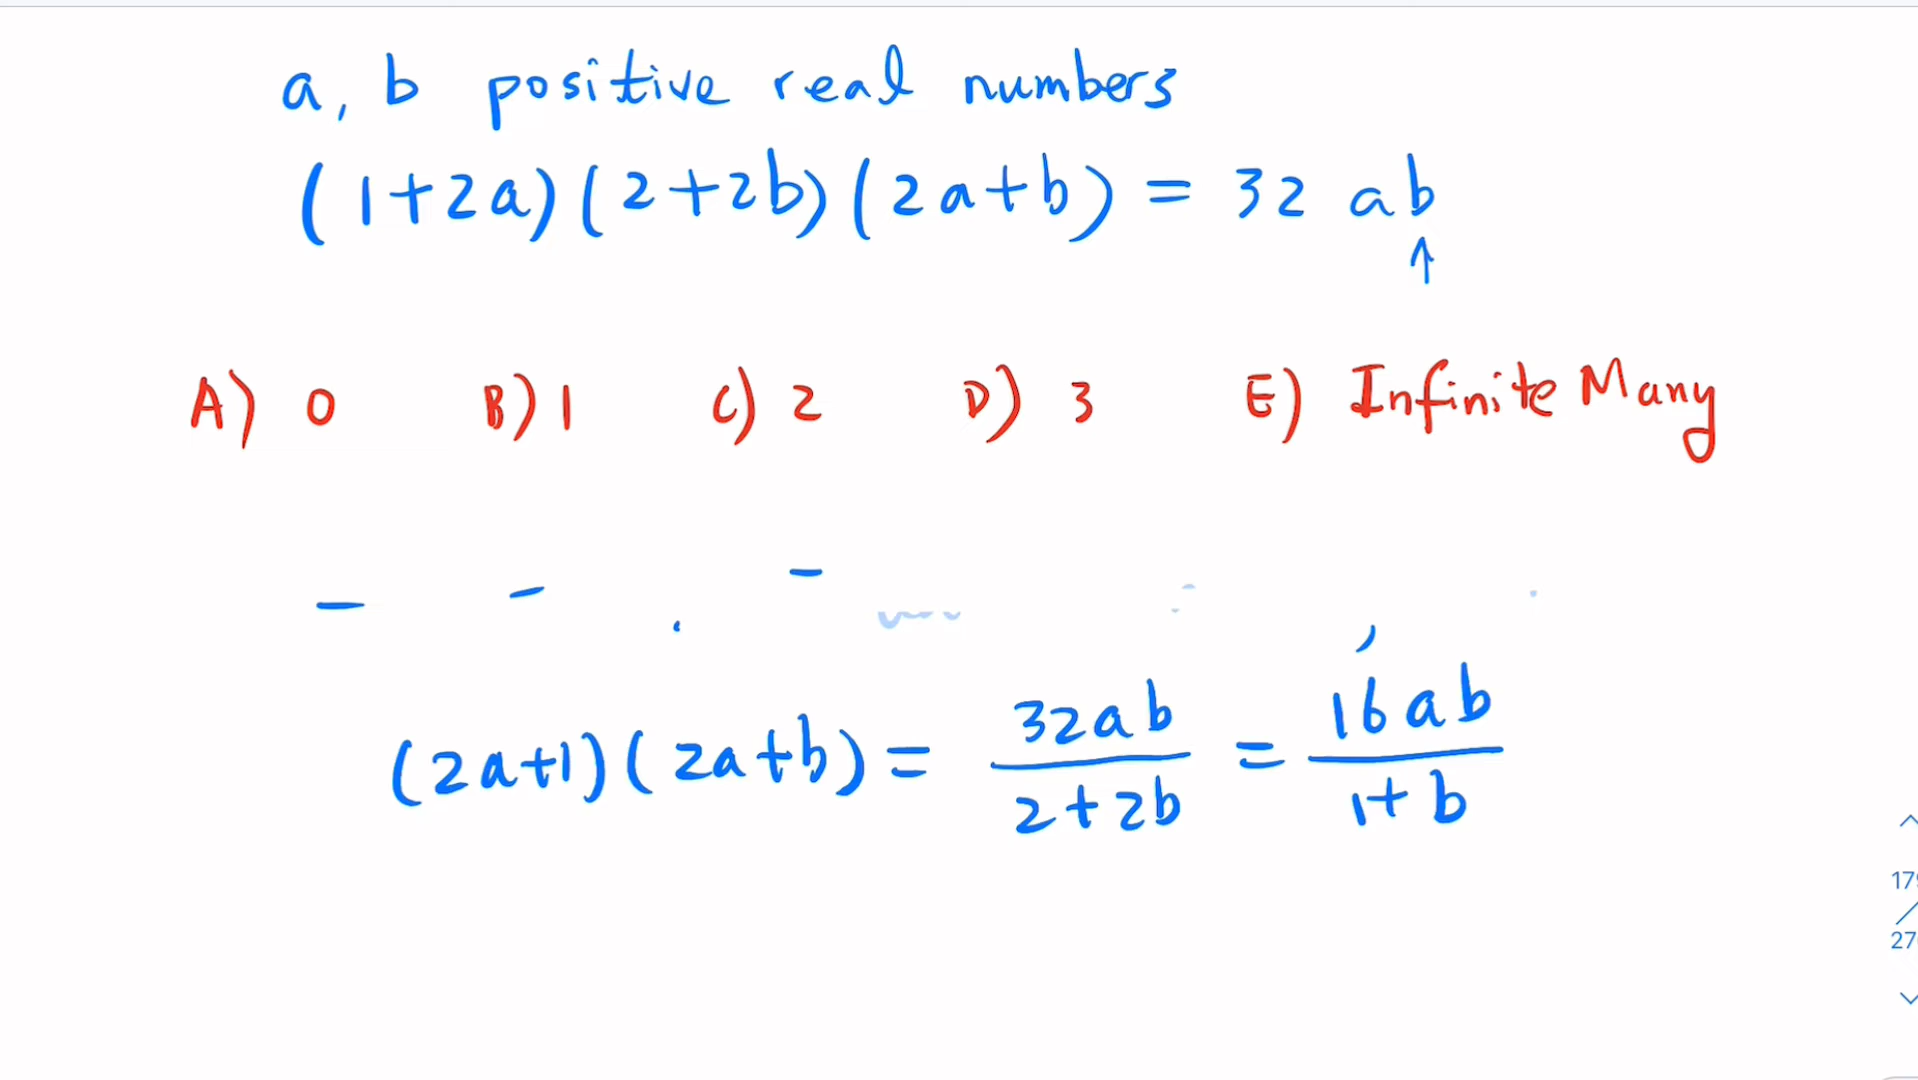 a, b positive real numbers
(1+2a)(2+2b)(2a+b) = 32 ab
↑
A) 0 B) 1 C) 2 D) 3 E) Infinite Many
(2a+1)(2a+b) = 32ab/2+2b = 16ab/1+b